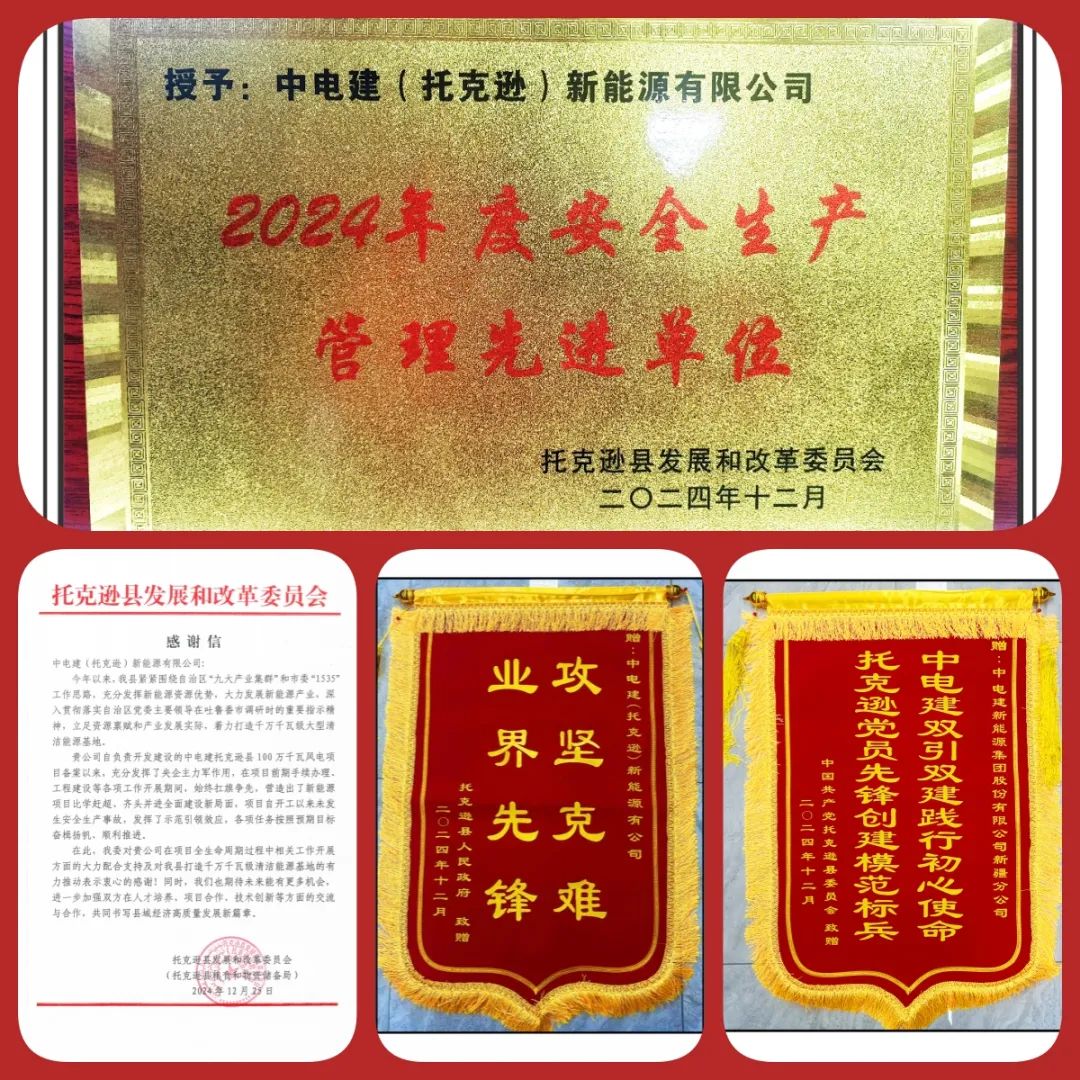 授予：中电建（托克逊）新能源有限公司
2024年度安全生产
管理先进单位
托克逊县发展和改革委员会
二〇二四年十二月
托克逊县发展和改革委员会
感谢信
中电建（托克逊）新能源有限公司：
今年以来，我县紧紧围绕自治区“九大产业集群”和市委“1535”
工作思路，充分发挥新能源资源优势，大力发展新能源产业，深
入贯彻落实自治区党委主要领导在吐鲁番市调研时的重要指示精
神，立足资源禀赋和产业发展实际，着力打造千万千瓦级大型清
洁能源基地。
贵公司自负责开发建设的中电建托克逊县100万千瓦风电项
目备案以来，充分发挥了央企主力军作用，在项目前期手续办理、
工程建设等各项工作开展期间，始终扛旗争先，营造出了新能源
项目比学赶超、齐头并进全面建设新局面，项目自开工以来未发
生安全生产事故，发挥了示范引领效应，各项任务按照预期目标
奋楫扬帆、顺利推进。
在此，我委对贵公司在项目全生命周期过程中相关工作开展
方面的大力配合支持及对我县打造千万千瓦级清洁能源基地的有
力推动表示衷心的感谢！同时，我们也期待未来能有更多机会，
进一步加强双方在人才培养、项目合作、技术创新等方面的交流
与合作，共同书写县域经济高质量发展新篇章。
托克逊县发展和改革委员会
（托克逊县粮食和物资储备局）
2024年12月25日
赠：中电建（托克逊）新能源有公司
攻坚克难
业界先锋
托克逊县人民政府 致赠
二〇二四年十二月
赠：中电建新能源集团股份有限公司新疆分公司
中电建双引双建践行初心使命
托克逊党员先锋创建模范标兵
中国共产党托克逊县委员会 致赠
二〇二四年十二月